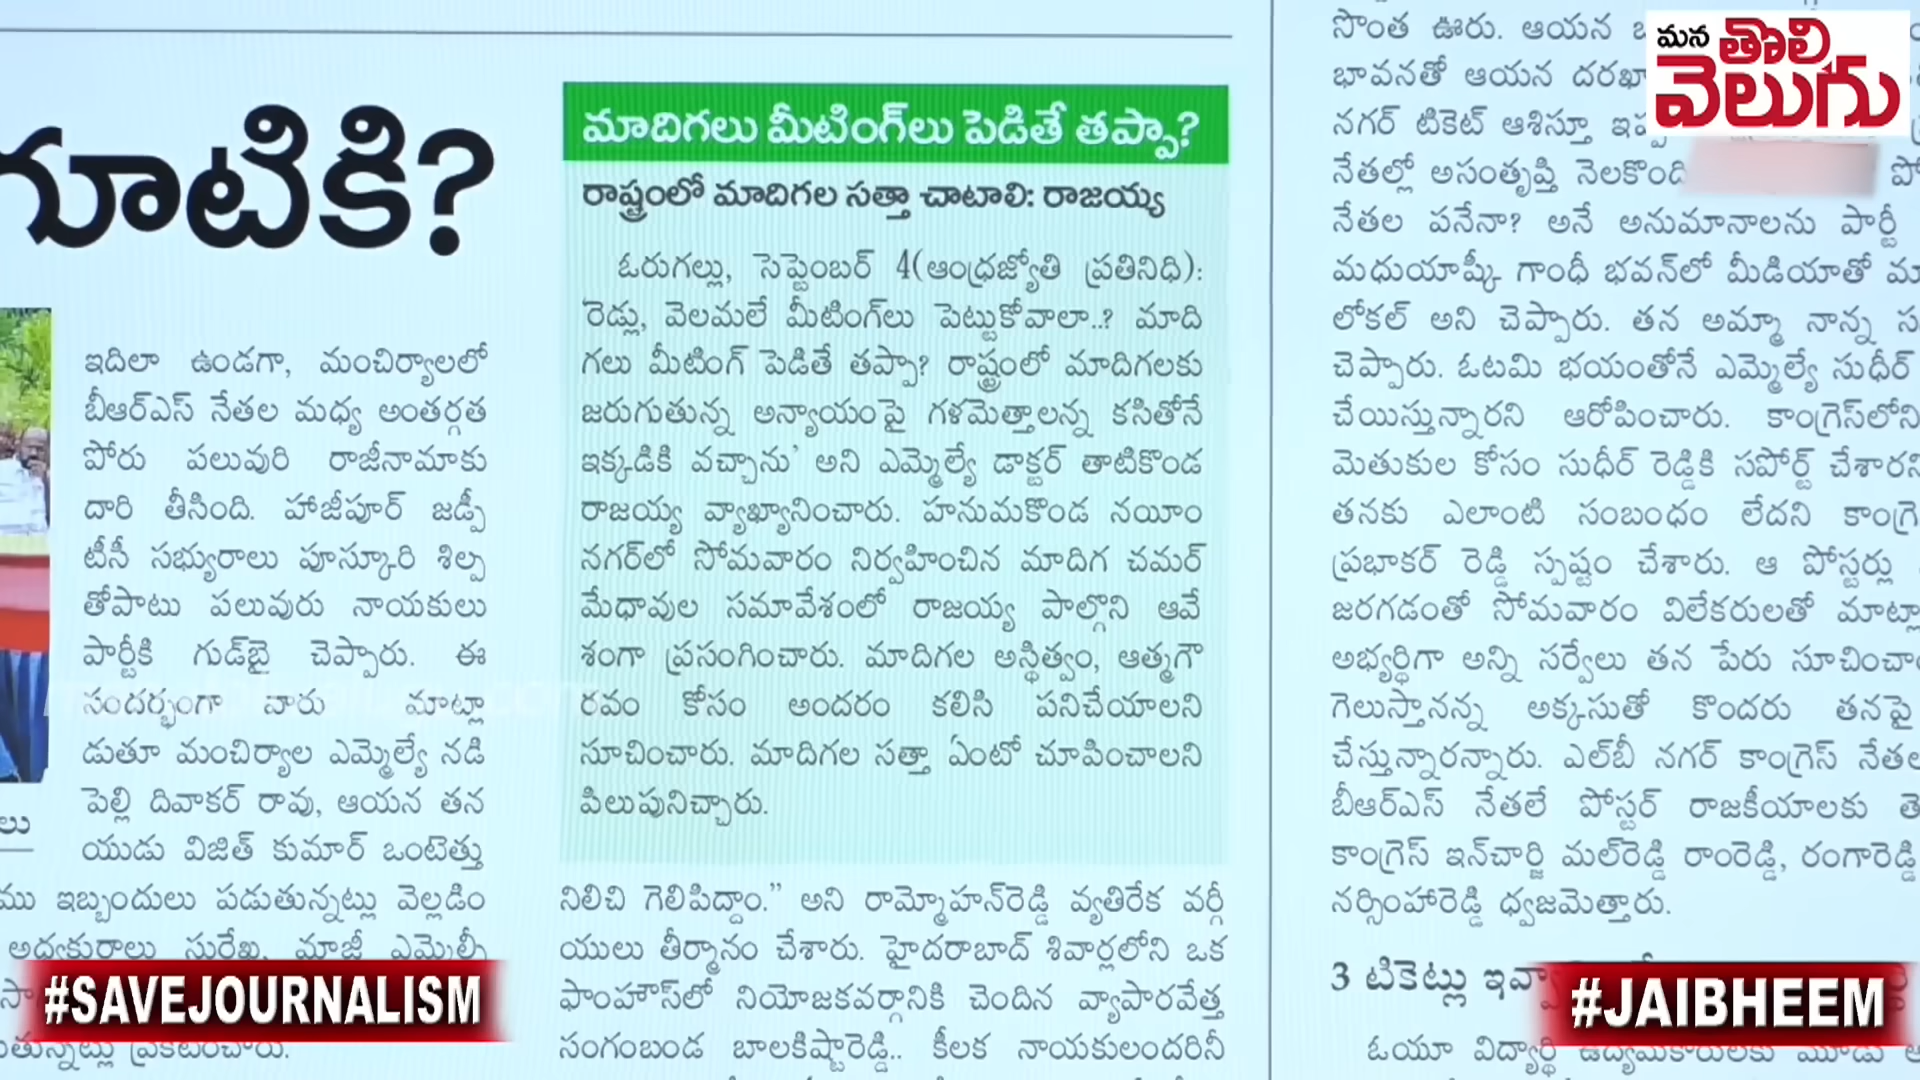 గూటికి?
ఇదిలా ఉండగా, మంచిర్యాలలో
బీఆర్ఎస్ నేతల మధ్య అంతర్గత
పోరు పలువురి రాజీనామాకు
దారి తీసింది. హాజీపూర్ జడ్పీ
టీసీ సభ్యురాలు పూస్కూరి శిల్ప
తోపాటు పలువురు నాయకులు
పార్టీకి గుడ్‌బై చెప్పారు. ఈ
సందర్భంగా వారు మాట్లా
డుతూ మంచిర్యాల ఎమ్మెల్యే నడి
పెల్లి దివాకర్ రావు, ఆయన తన
యుడు విజిత్ కుమార్ ఒంటెత్తు
ఇబ్బందులు పడుతున్నట్లు వెల్లడిం
మాదిగలు మీటింగ్‌లు పెడితే తప్పా?
రాష్ట్రంలో మాదిగల సత్తా చాటాలి: రాజయ్య
ఓరుగల్లు, సెప్టెంబర్ 4(ఆంధ్రజ్యోతి ప్రతినిధి):
'రెడ్లు, వెలమలే మీటింగ్‌లు పెట్టుకోవాలా..? మాది
గలు మీటింగ్ పెడితే తప్పా? రాష్ట్రంలో మాదిగలకు
జరుగుతున్న అన్యాయంపై గళమెత్తాలన్న కసితోనే
ఇక్కడికి వచ్చాను' అని ఎమ్మెల్యే డాక్టర్ తాటికొండ
రాజయ్య వ్యాఖ్యానించారు. హనుమకొండ నయీం
నగర్‌లో సోమవారం నిర్వహించిన మాదిగ చమర్
మేధావుల సమావేశంలో రాజయ్య పాల్గొని ఆవే
శంగా ప్రసంగించారు. మాదిగల అస్థిత్వం, ఆత్మగౌ
రవం కోసం అందరం కలిసి పనిచేయాలని
సూచించారు. మాదిగల సత్తా ఏంటో చూపించాలని
పిలుపునిచ్చారు.
నిలిచి గెలిపిద్దాం.” అని రామ్మోహన్‌రెడ్డి వ్యతిరేక వర్గీ
యులు తీర్మానం చేశారు. హైదరాబాద్ శివార్లలోని ఒక
ఫాంహౌస్‌లో నియోజకవర్గానికి చెందిన వ్యాపారవేత్త
సంగంబండ బాలకిష్టారెడ్డి.. కీలక నాయకులందరినీ
సొంత ఊరు. ఆయన
భావనతో ఆయన
నగర్ టికెట్ ఆశిస్తూ
నేతల్లో అసంతృప్తి
నేతల పనేనా? అనే అనుమానాలను పార్టీ
మధుయాష్కీ గాంధీ భవన్‌లో మీడియాతో
లోకల్ అని చెప్పారు. తన అమ్మా నాన్న
చెప్పారు. ఓటమి భయంతోనే ఎమ్మెల్యే సుధీర్
చేయిస్తున్నారని ఆరోపించారు. కాంగ్రెస్‌లోని
మెతుకుల కోసం సుధీర్ రెడ్డికి సపోర్ట్
తనకు ఎలాంటి సంబంధం లేదని
ప్రభాకర్ రెడ్డి స్పష్టం చేశారు. ఆ పోస్టర్లు
జరగడంతో సోమవారం విలేకరులతో
అభ్యర్థిగా అన్ని సర్వేలు తన పేరు
గెలుస్తానన్న అక్కసుతో కొందరు తనపై
చేస్తున్నారన్నారు. ఎల్‌బీ నగర్ కాంగ్రెస్
బీఆర్ఎస్ నేతలే పోస్టర్ రాజకీయాలకు
కాంగ్రెస్ ఇన్‌చార్జి మల్‌రెడ్డి రాంరెడ్డి, రంగారెడ్డి
నర్సింహారెడ్డి ధ్వజమెత్తారు.
3 టికెట్లు
ఓయూ విద్యార్థి
మన తొలి
వెలుగు
#SAVEJOURNALISM
#JAIBHEEM